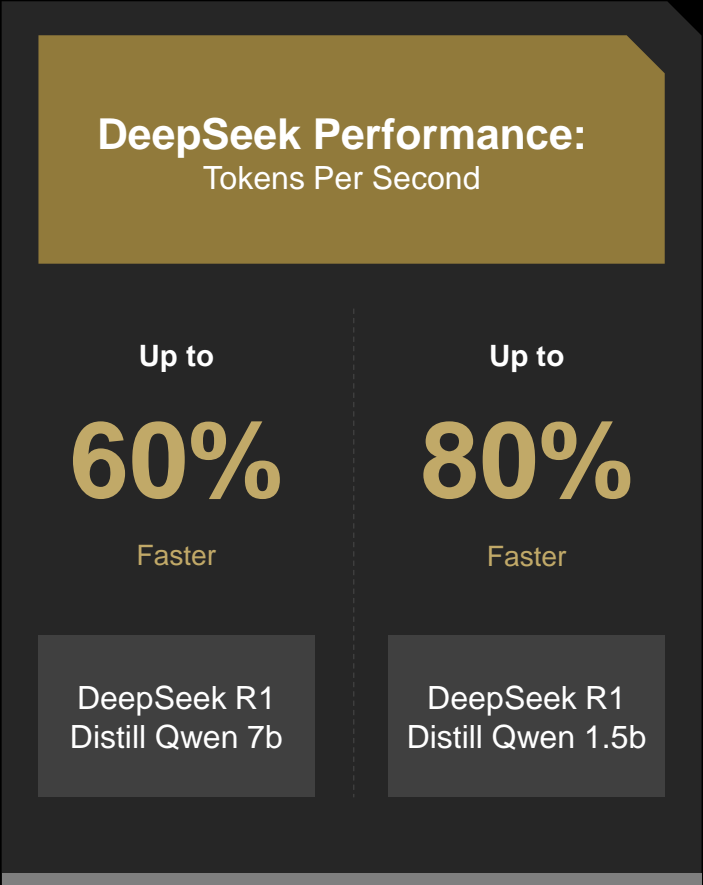 DeepSeek Performance:
Tokens Per Second
Up to
60%
Faster
DeepSeek R1
Distill Qwen 7b
Up to
80%
Faster
DeepSeek R1
Distill Qwen 1.5b